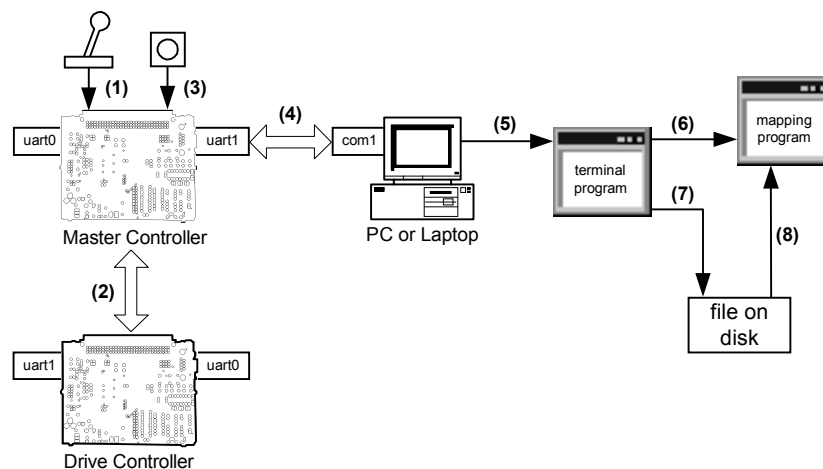 (1)
(3)
uart0
uart1
(4)
com1
(5)
(6)
mapping
program
terminal
program
Master Controller
PC or Laptop
(7)
(8)
(2)
file on
disk
uart1
uart0
Drive Controller